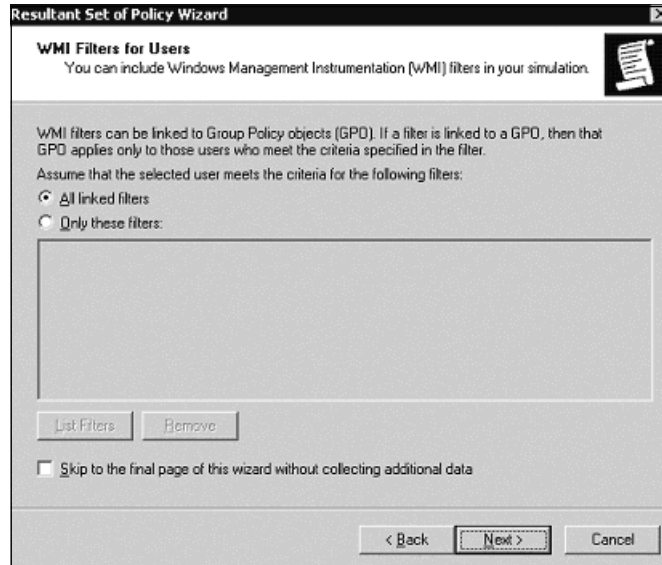 Resultant Set of Policy Wizard
WMI Filters for Users
You can include Windows Management Instrumentation (WMI) filters in your simulation.
WMI filters can be linked to Group Policy objects (GPO). If a filter is linked to a GPO, then that
GPO applies only to those users who meet the criteria specified in the filter.
Assume that the selected user meets the criteria for the following filters:
All linked filters
Only these filters:
List Filters Remove
Skip to the final page of this wizard without collecting additional data
< Back Next > Cancel